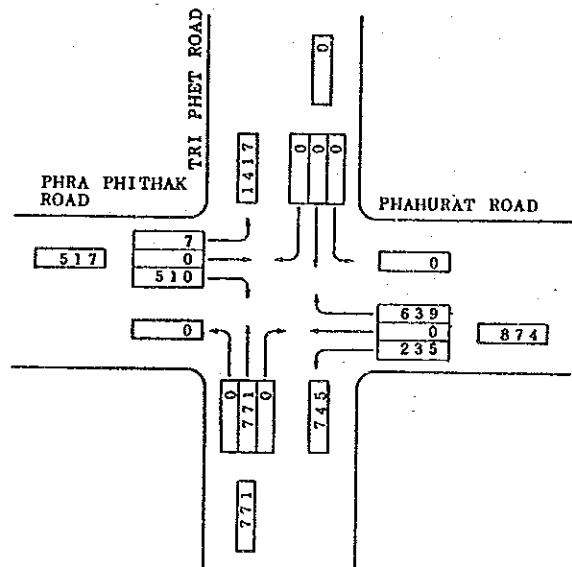 TRI PHET ROAD
0
1417
0 0 0
PHRA PHITHAK
ROAD
PHAHURAT ROAD
7
517
0
510
0
0
639
0
874
235
0 771 0
745
771